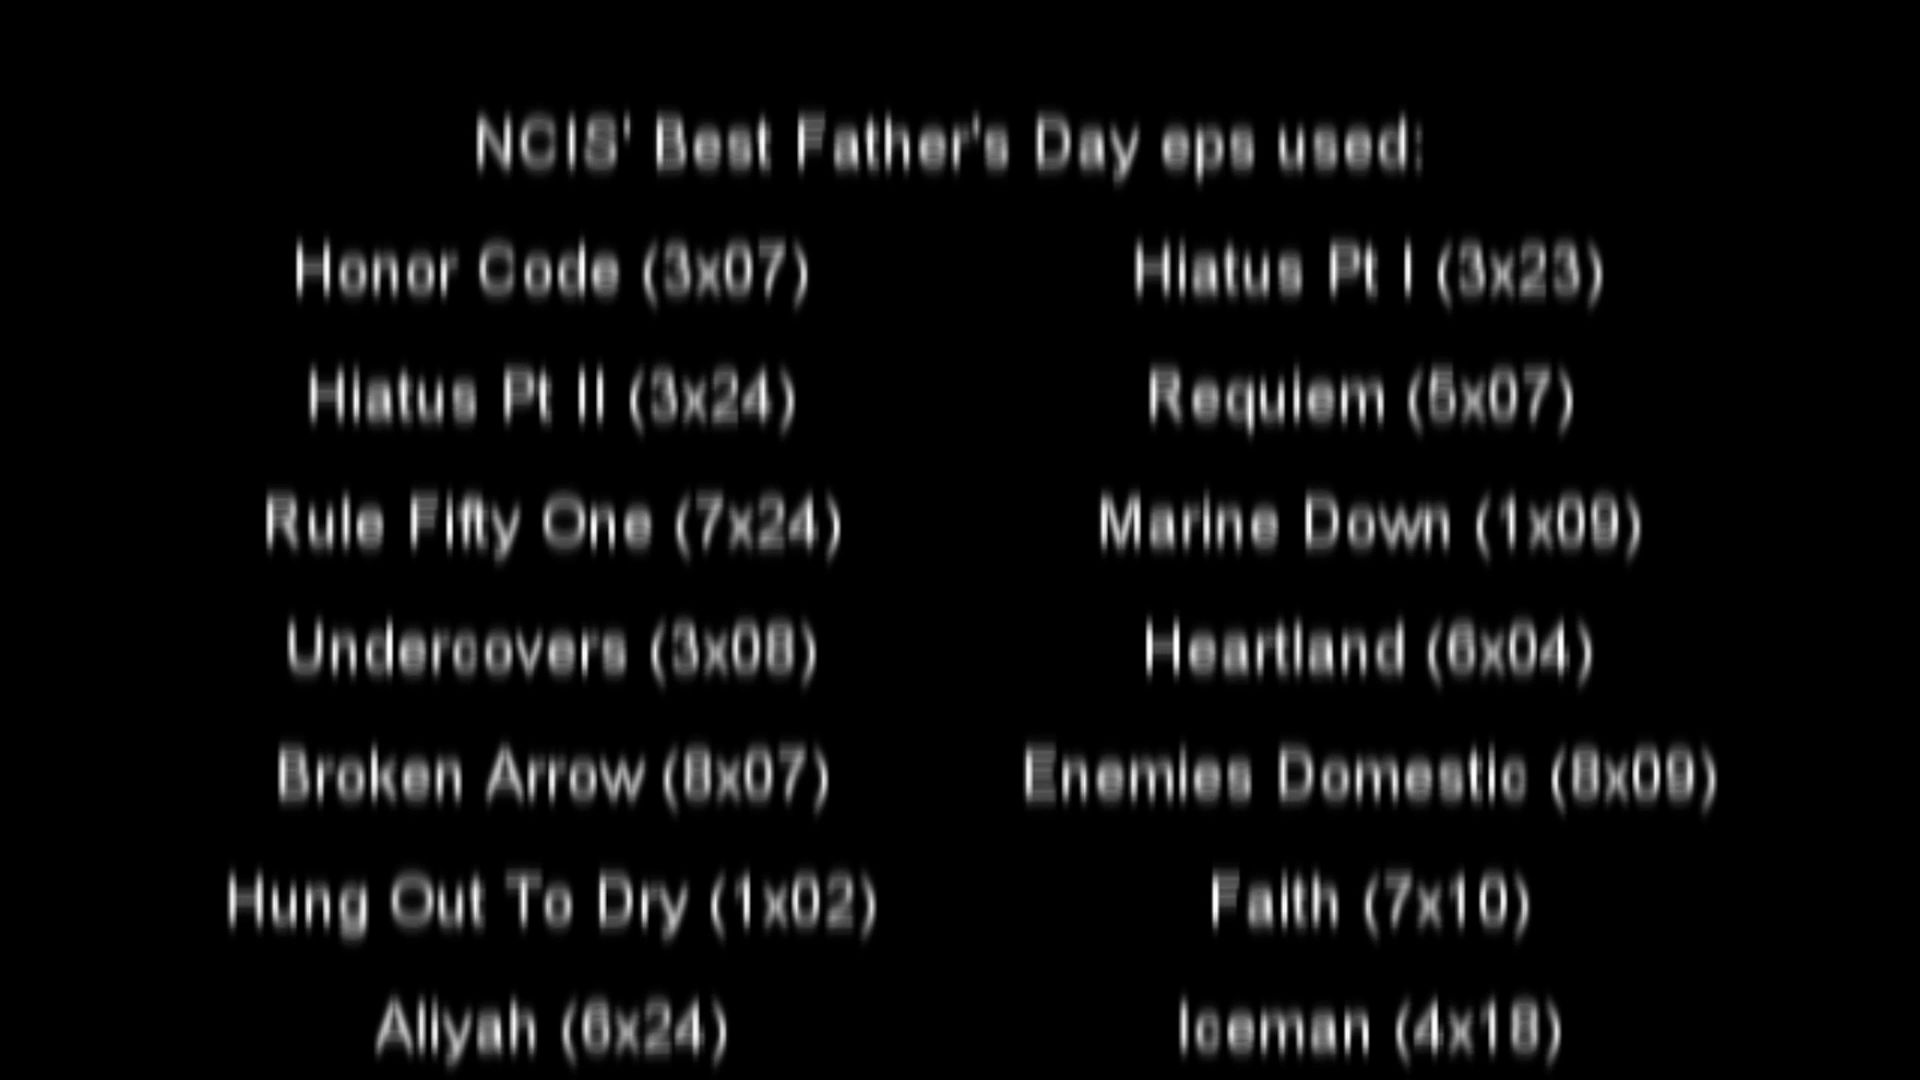 NCIS' Best Father's Day eps used:
Honor Code (3x07) Hiatus Pt I (3x23)
Hiatus Pt II (3x24) Requiem (5x07)
Rule Fifty One (7x24) Marine Down (1x09)
Undercovers (3x08) Heartland (6x04)
Broken Arrow (8x07) Enemies Domestic (8x09)
Hung Out To Dry (1x02) Faith (7x10)
Aliyah (6x24) Iceman (4x18)